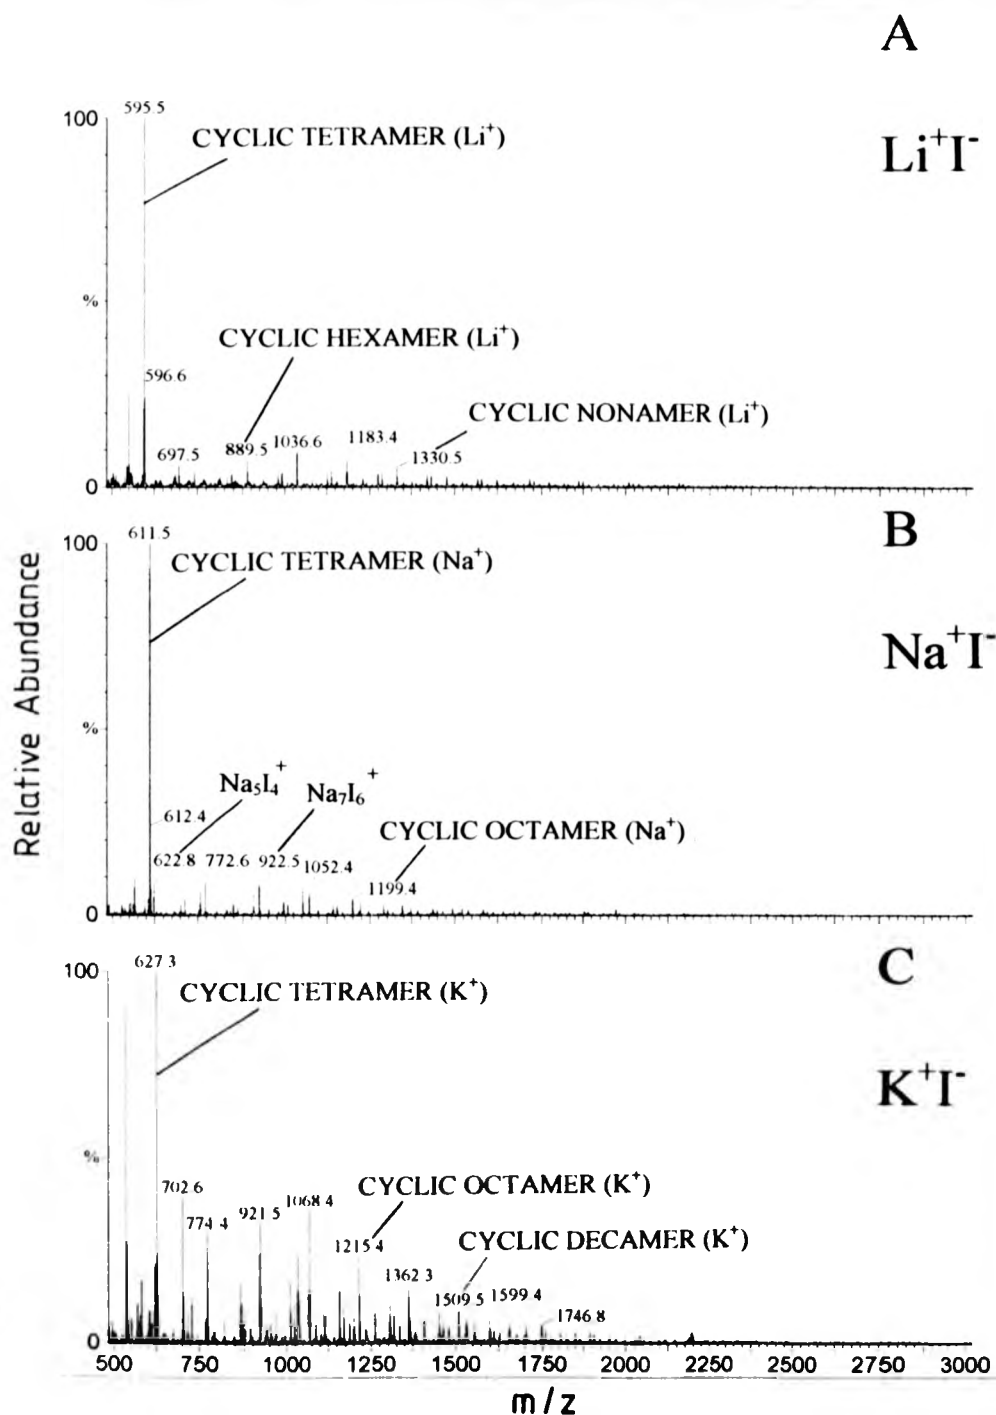 A
Li⁺I⁻
100
595.5
CYCLIC TETRAMER (Li⁺)
%
CYCLIC HEXAMER (Li⁺)
596.6
CYCLIC NONAMER (Li⁺)
697.5
889.5
1036.6
1183.4
1330.5
0
B
Na⁺I⁻
100
611.5
CYCLIC TETRAMER (Na⁺)
%
Na₅I₄⁺
Na₇I₆⁺
612.4
CYCLIC OCTAMER (Na⁺)
622.8
772.6
922.5
1052.4
1199.4
0
C
K⁺I⁻
100
627.3
CYCLIC TETRAMER (K⁺)
%
702.6
CYCLIC OCTAMER (K⁺)
774.4
921.5
1068.4
1215.4
CYCLIC DECAMER (K⁺)
1362.3
1509.5
1599.4
1746.8
0
500 750 1000 1250 1500 1750 2000 2250 2500 2750 3000
m/z
Relative Abundance